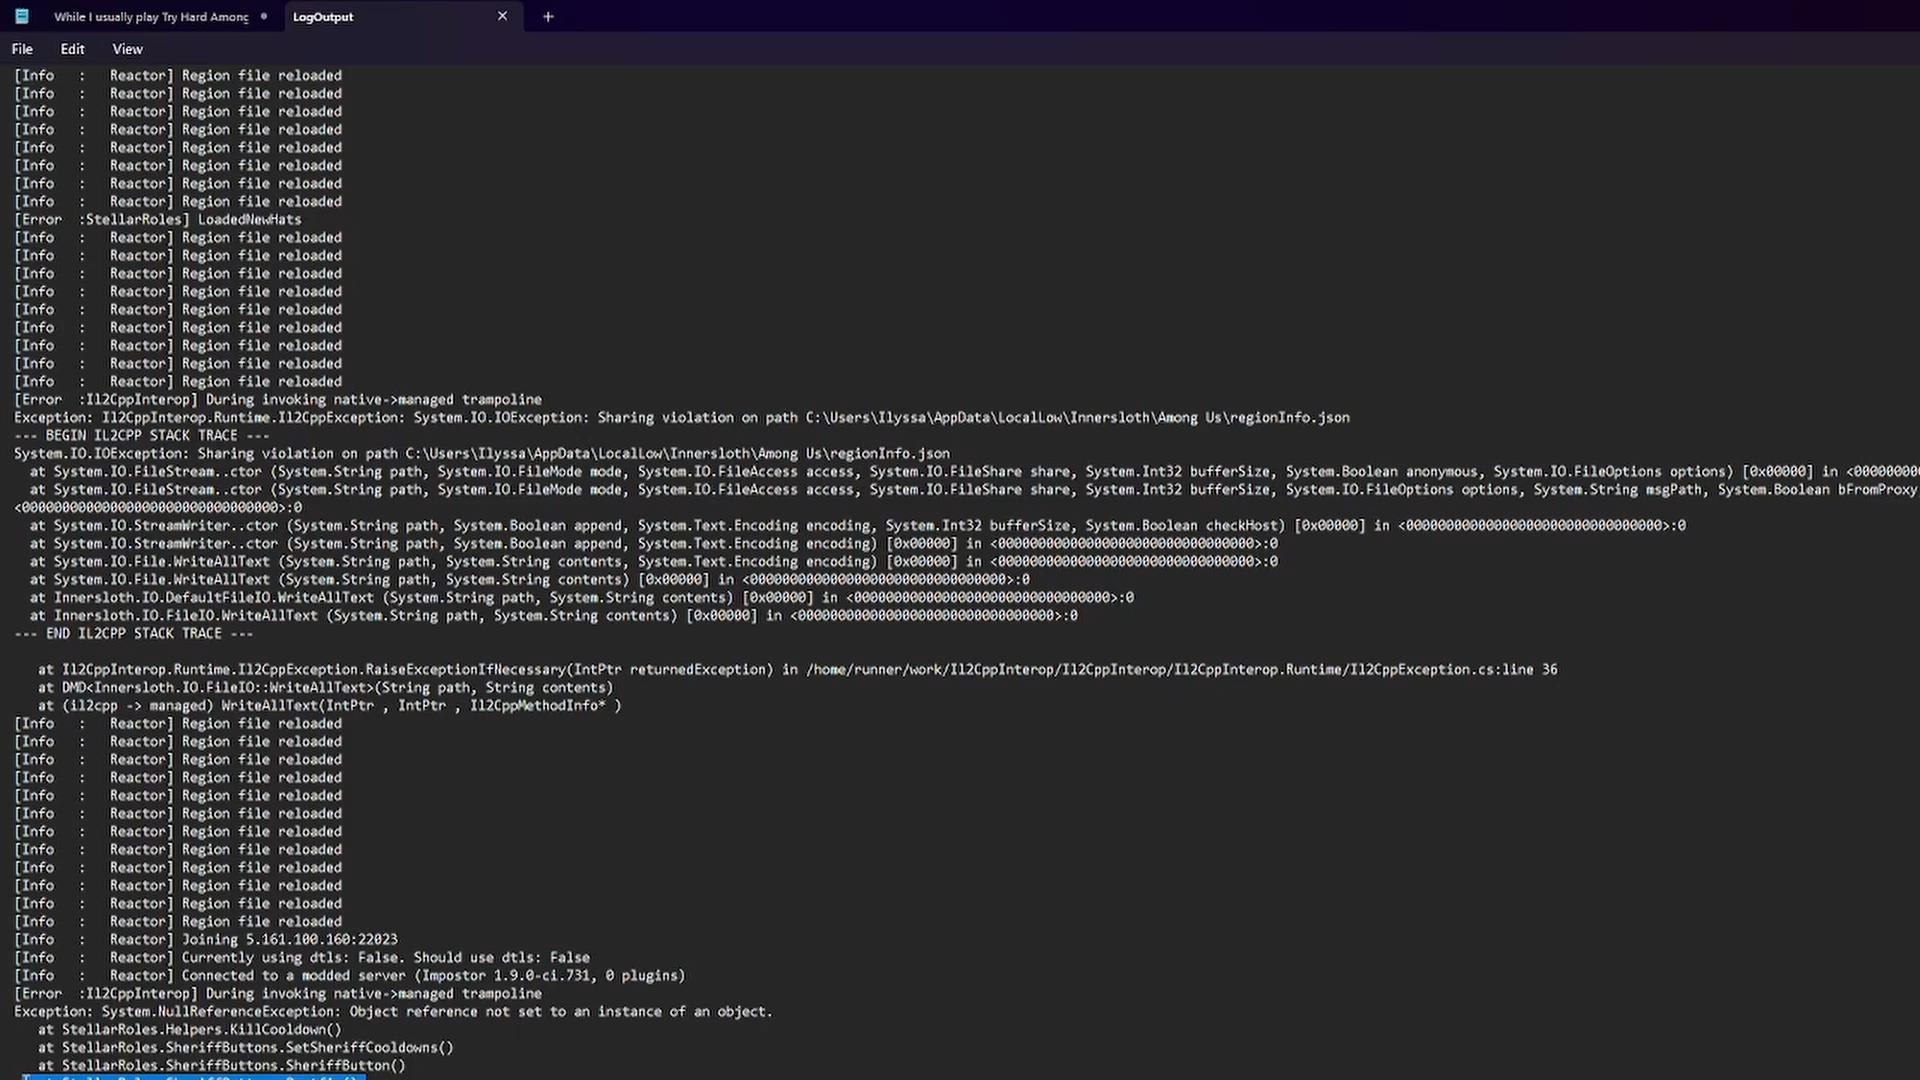 While I usually play Try Hard Among
LogOutput
File Edit View
[Info   :   Reactor] Region file reloaded
[Info   :   Reactor] Region file reloaded
[Info   :   Reactor] Region file reloaded
[Info   :   Reactor] Region file reloaded
[Info   :   Reactor] Region file reloaded
[Info   :   Reactor] Region file reloaded
[Info   :   Reactor] Region file reloaded
[Info   :   Reactor] Region file reloaded
[Error  :StellarRoles] LoadedNewHats
[Info   :   Reactor] Region file reloaded
[Info   :   Reactor] Region file reloaded
[Info   :   Reactor] Region file reloaded
[Info   :   Reactor] Region file reloaded
[Info   :   Reactor] Region file reloaded
[Info   :   Reactor] Region file reloaded
[Info   :   Reactor] Region file reloaded
[Info   :   Reactor] Region file reloaded
[Info   :   Reactor] Region file reloaded
[Error  :Il2CppInterop] During invoking native->managed trampoline
Exception: Il2CppInterop.Runtime.Il2CppException: System.IO.IOException: Sharing violation on path C:\Users\Ilyssa\AppData\LocalLow\Innersloth\Among Us\regionInfo.json
--- BEGIN IL2CPP STACK TRACE ---
System.IO.IOException: Sharing violation on path C:\Users\Ilyssa\AppData\LocalLow\Innersloth\Among Us\regionInfo.json
at System.IO.FileStream..ctor (System.String path, System.IO.FileMode mode, System.IO.FileAccess access, System.IO.FileShare share, System.Int32 bufferSize, System.Boolean anonymous, System.IO.FileOptions options) [0x00000] in <00000000
at System.IO.FileStream..ctor (System.String path, System.IO.FileMode mode, System.IO.FileAccess access, System.IO.FileShare share, System.Int32 bufferSize, System.IO.FileOptions options, System.String msgPath, System.Boolean bFromProxy
<00000000000000000000000000000000>:0
at System.IO.StreamWriter..ctor (System.String path, System.Boolean append, System.Text.Encoding encoding, System.Int32 bufferSize, System.Boolean checkHost) [0x00000] in <00000000000000000000000000000000>:0
at System.IO.StreamWriter..ctor (System.String path, System.Boolean append, System.Text.Encoding encoding) [0x00000] in <00000000000000000000000000000000>:0
at System.IO.File.WriteAllText (System.String path, System.String contents, System.Text.Encoding encoding) [0x00000] in <00000000000000000000000000000000>:0
at System.IO.File.WriteAllText (System.String path, System.String contents) [0x00000] in <00000000000000000000000000000000>:0
at Innersloth.IO.DefaultFileIO.WriteAllText (System.String path, System.String contents) [0x00000] in <00000000000000000000000000000000>:0
at Innersloth.IO.FileIO.WriteAllText (System.String path, System.String contents) [0x00000] in <00000000000000000000000000000000>:0
--- END IL2CPP STACK TRACE ---
at Il2CppInterop.Runtime.Il2CppException.RaiseExceptionIfNecessary(IntPtr returnedException) in /home/runner/work/Il2CppInterop/Il2CppInterop/Il2CppInterop.Runtime/Il2CppException.cs:line 36
at DMD<Innersloth.IO.FileIO::WriteAllText>(String path, String contents)
at (il2cpp -> managed) WriteAllText(IntPtr , IntPtr , Il2CppMethodInfo* )
[Info   :   Reactor] Region file reloaded
[Info   :   Reactor] Region file reloaded
[Info   :   Reactor] Region file reloaded
[Info   :   Reactor] Region file reloaded
[Info   :   Reactor] Region file reloaded
[Info   :   Reactor] Region file reloaded
[Info   :   Reactor] Region file reloaded
[Info   :   Reactor] Region file reloaded
[Info   :   Reactor] Region file reloaded
[Info   :   Reactor] Region file reloaded
[Info   :   Reactor] Region file reloaded
[Info   :   Reactor] Region file reloaded
[Info   :   Reactor] Joining 5.161.100.160:22023
[Info   :   Reactor] Currently using dtls: False. Should use dtls: False
[Info   :   Reactor] Connected to a modded server (Impostor 1.9.0-ci.731, 0 plugins)
[Error  :Il2CppInterop] During invoking native->managed trampoline
Exception: System.NullReferenceException: Object reference not set to an instance of an object.
at StellarRoles.Helpers.KillCooldown()
at StellarRoles.SheriffButtons.SetSheriffCooldowns()
at StellarRoles.SheriffButtons.SheriffButton()